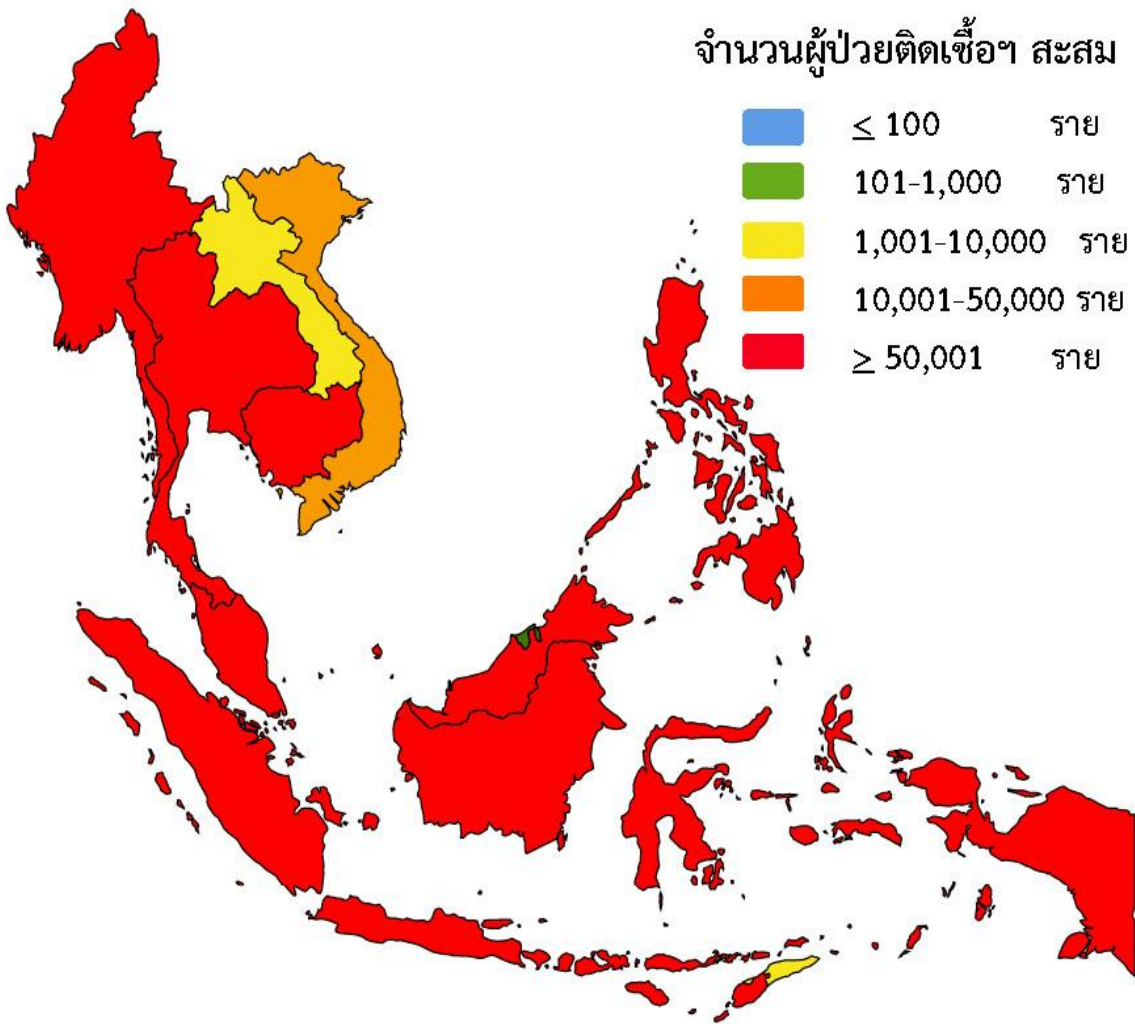 จำนวนผู้ป่วยติดเชื้อฯ สะสม
≤ 100 ราย
101-1,000 ราย
1,001-10,000 ราย
10,001-50,000 ราย
≥ 50,001 ราย